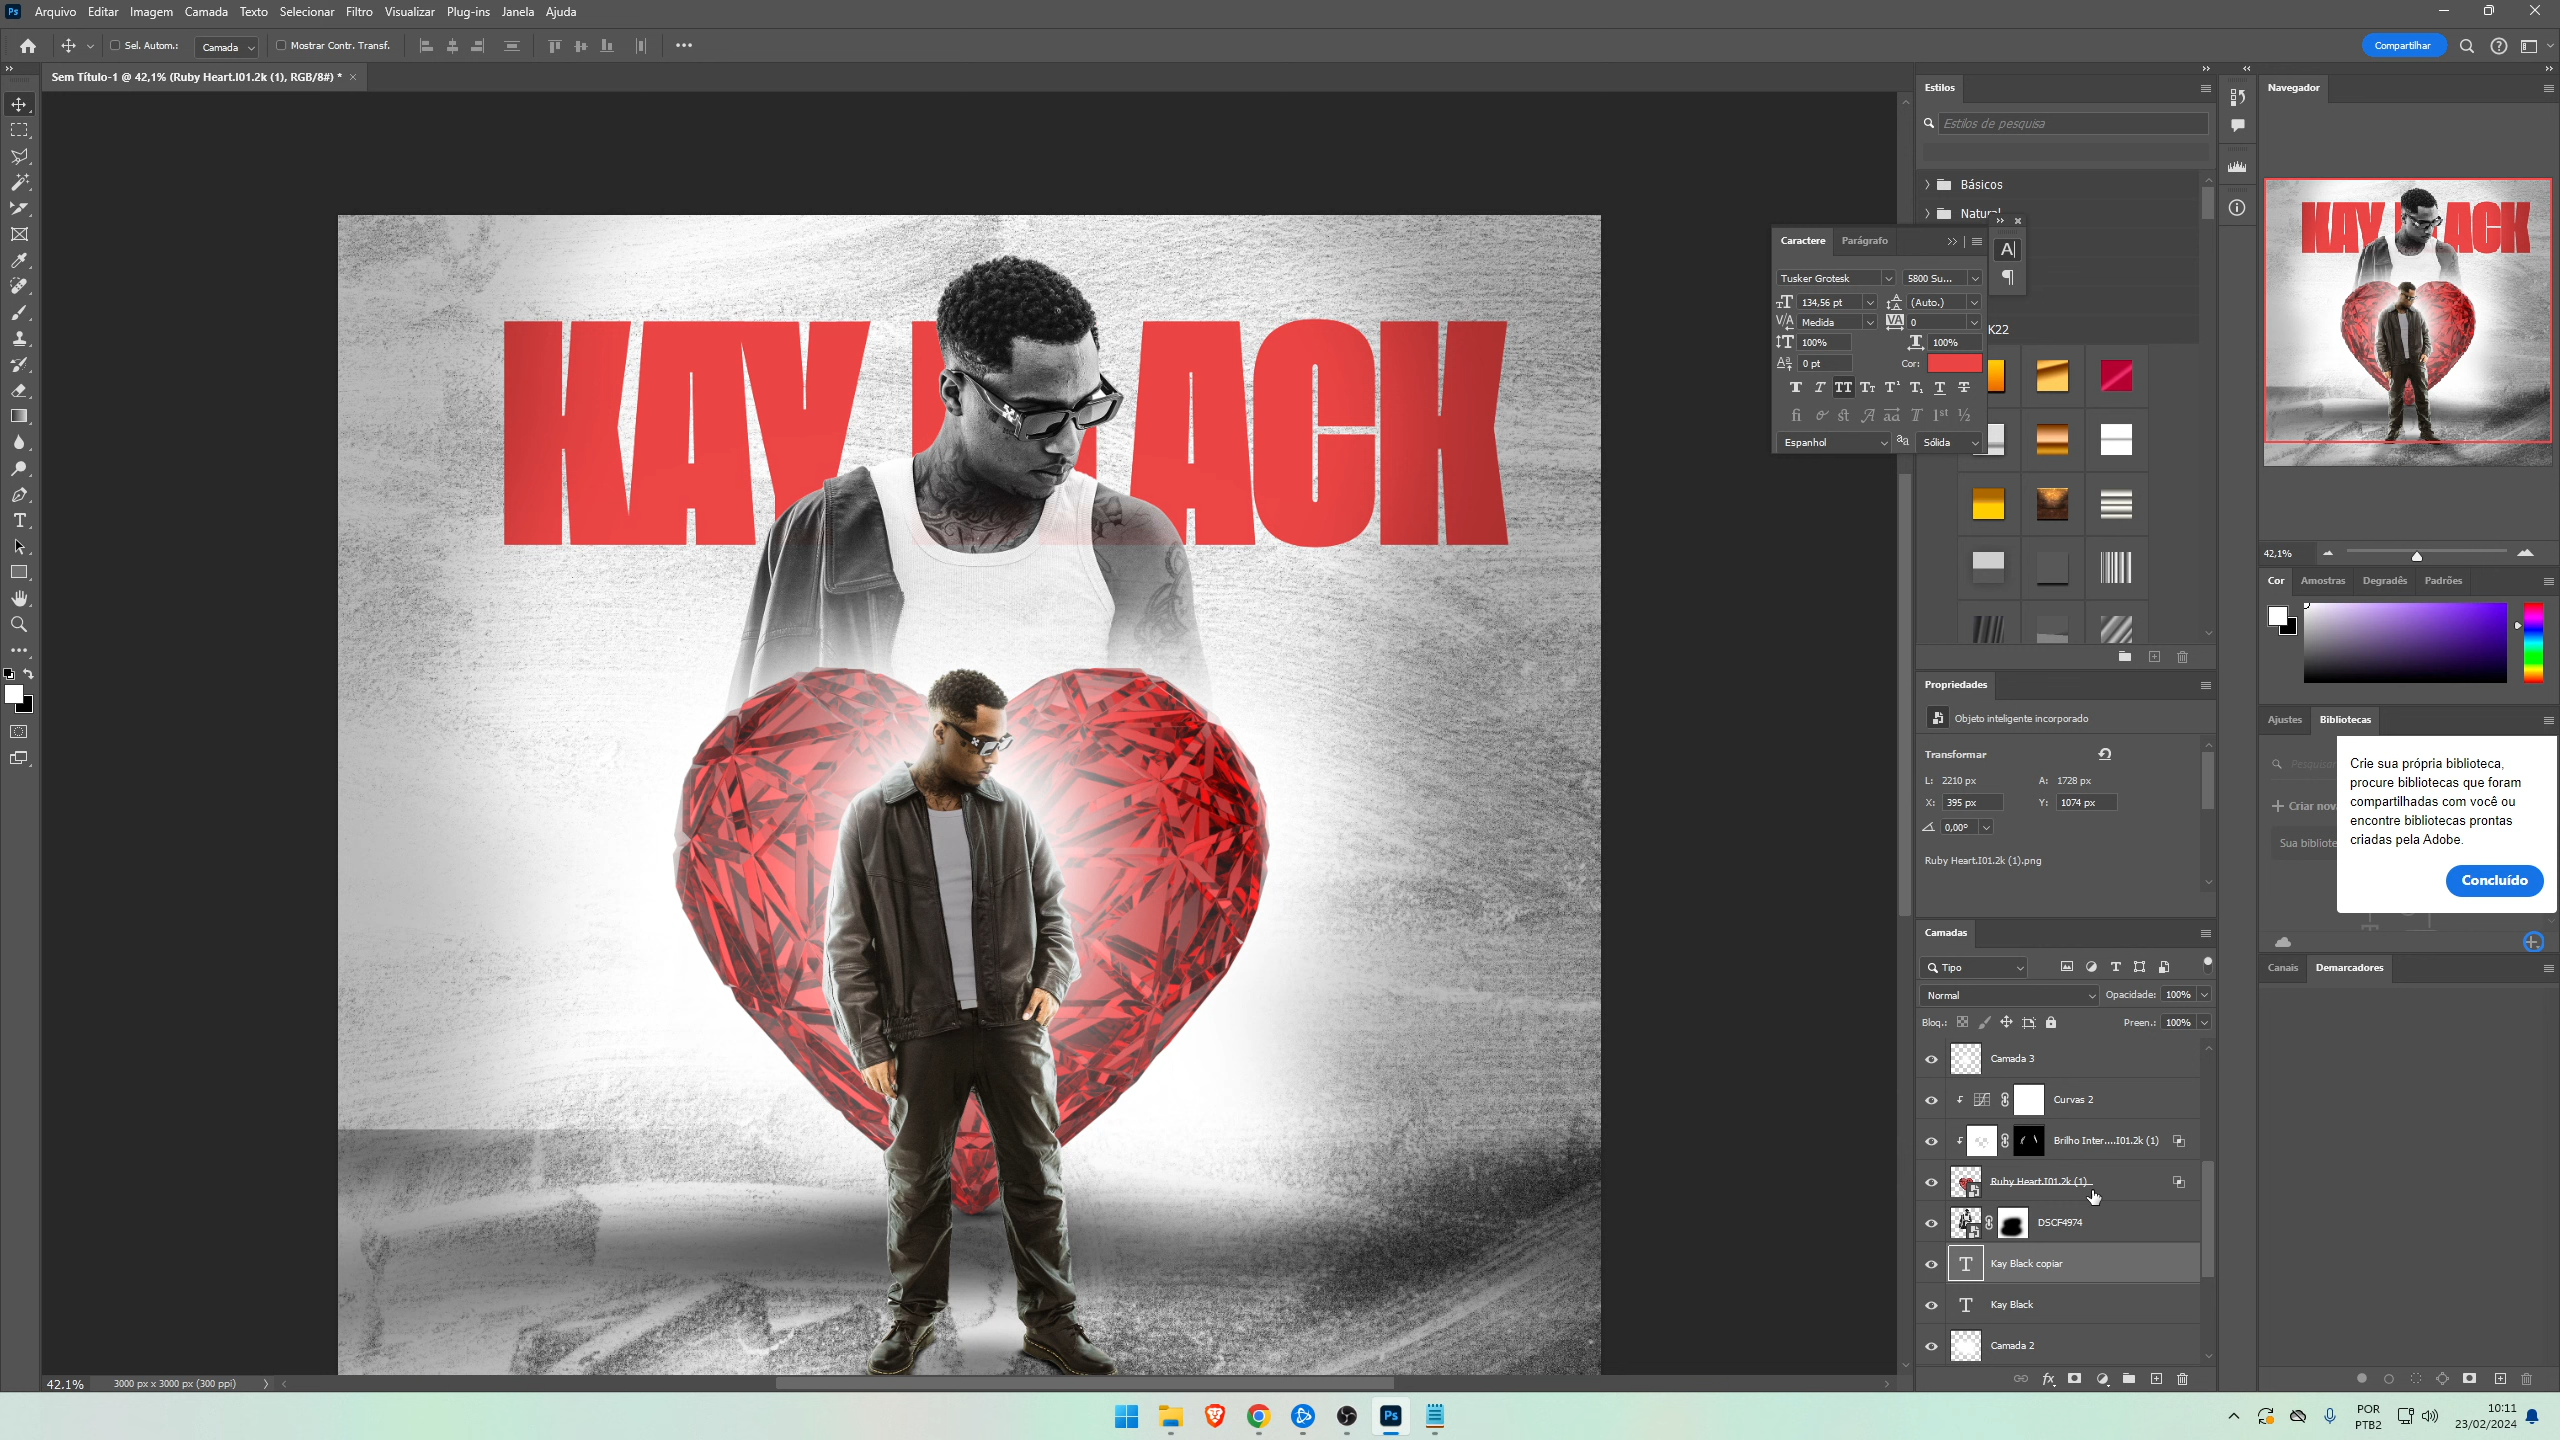 Ps Arquivo Editar Imagem Camada Texto Selecionar Filtro Visualizar Plug-ins Janela Ajuda
Sel. Autom.: Camada Mostrar Contr. Transf. Compartilhar
Sem Título-1 @ 42,1% (Ruby Heart.I01.2k (1), RGB/8#) *
Estilos
Navegador
Estilos de pesquisa
Básicos
Natural
Caractere Parágrafo
Tusker Grotesk 5800 Su...
134,56 pt (Auto.)
Medida 0
K22
100% 100%
0 pt Cor:
Espanhol Sólida
KAY ACK
42,1%
Cor Amostras Degradês Padrões
Propriedades
Objeto inteligente incorporado
Transformar
L: 2210 px A: 1728 px
X: 395 px Y: 1074 px
0,00°
Ruby Heart.I01.2k (1).png
Ajustes Bibliotecas
Pesquisar
Criar nov
Sua bibliote
Crie sua própria biblioteca,
procure bibliotecas que foram
compartilhadas com você ou
encontre bibliotecas prontas
criadas pela Adobe.
Concluído
Camadas
Tipo
Normal Opacidade: 100%
Bloq.: Preen.: 100%
Camada 3
Curvas 2
Brilho Inter....I01.2k (1)
Ruby Heart.I01.2k (1)
DSCF4974
Kay Black copiar
Kay Black
Camada 2
Canais Demarcadores
42.1% 3000 px x 3000 px (300 ppi)
Ps
POR
PTB2
10:11
23/02/2024